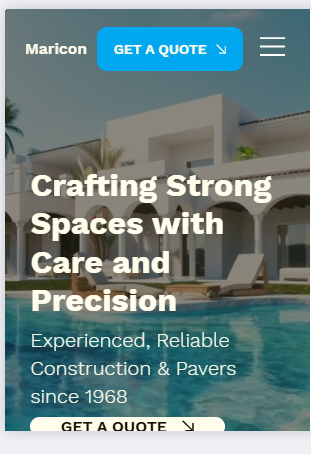 Maricon
GET A QUOTE
Crafting Strong
Spaces with
Care and
Precision
Experienced, Reliable
Construction & Pavers
since 1968
GET A QUOTE